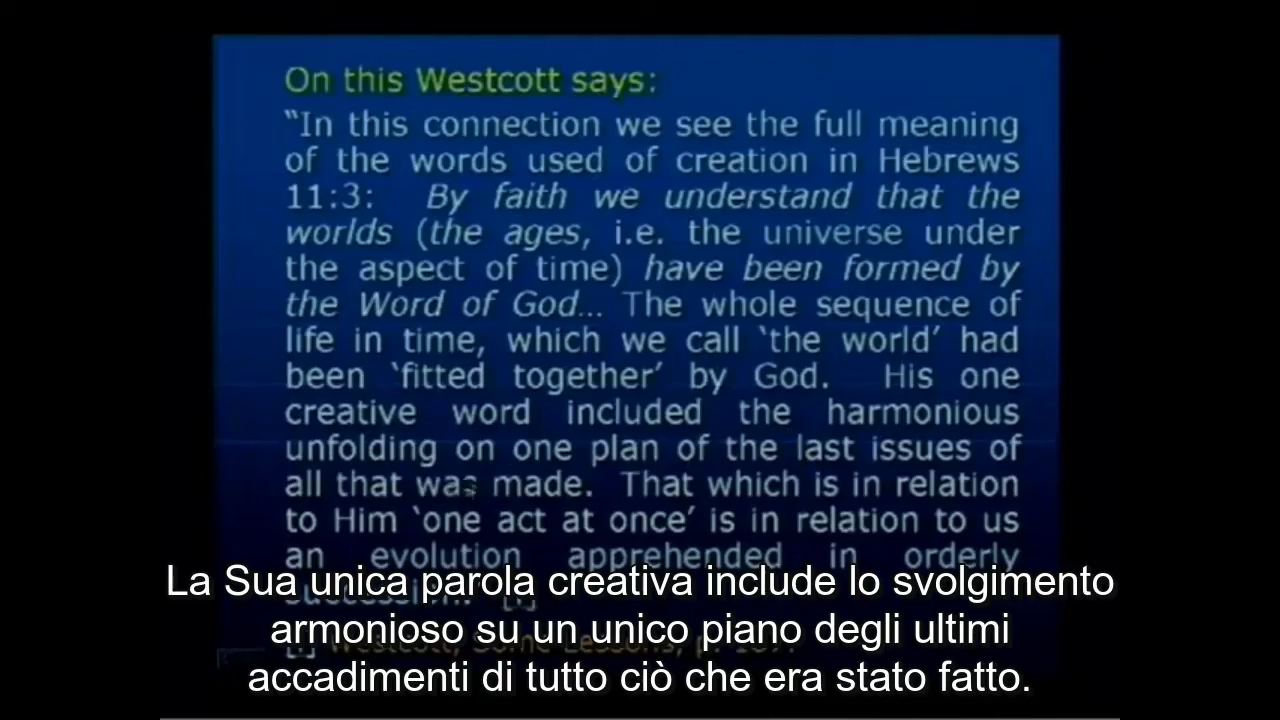 On this Westcott says:
“In this connection we see the full meaning
of the words used of creation in Hebrews
11:3: By faith we understand that the
worlds (the ages, i.e. the universe under
the aspect of time) have been formed by
the Word of God... The whole sequence of
life in time, which we call ‘the world’ had
been ‘fitted together’ by God. His one
creative word included the harmonious
unfolding on one plan of the last issues of
all that was made. That which is in relation
to Him ‘one act at once’ is in relation to us
an evolution apprehended in orderly
La Sua unica parola creativa include lo svolgimento
armonioso su un unico piano degli ultimi
accadimenti di tutto ciò che era stato fatto.